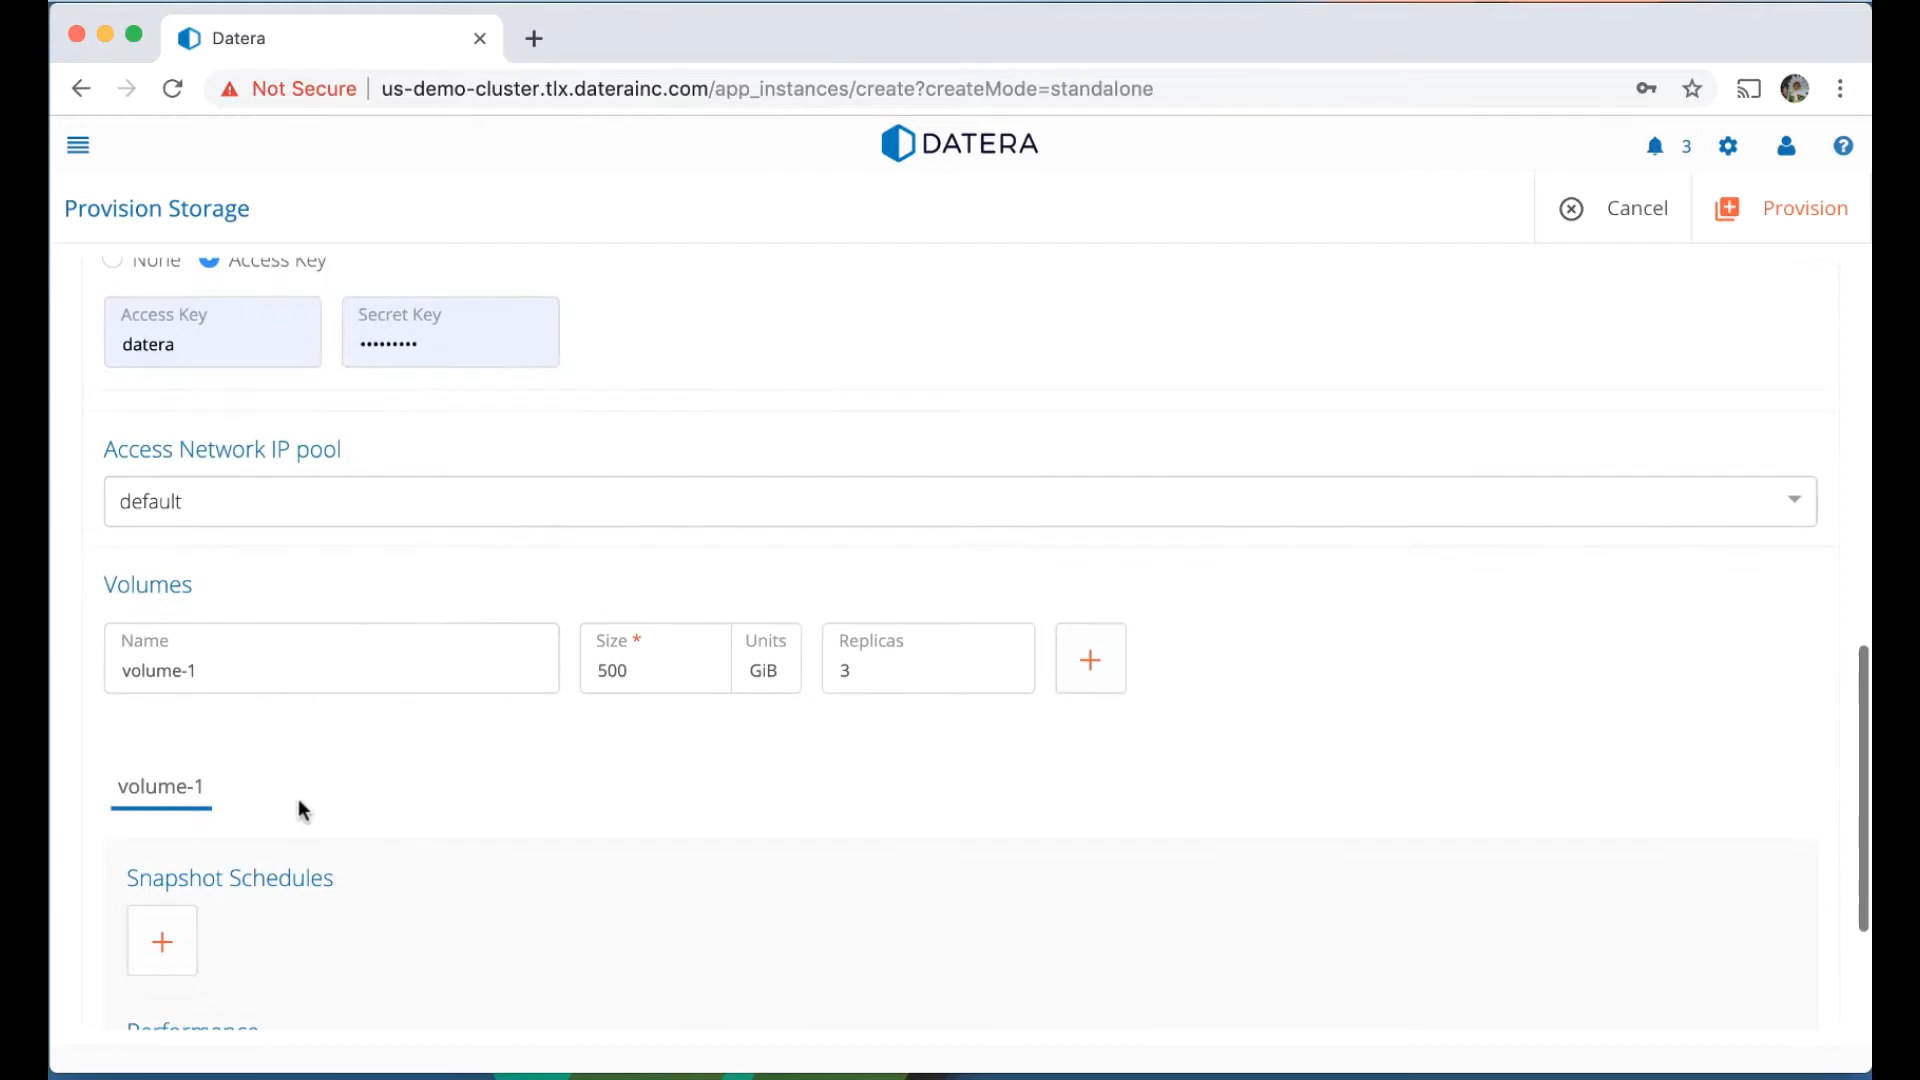 Datera
Not Secure us-demo-cluster.tlx.daterainc.com/app_instances/create?createMode=standalone
DATERA
3
Provision Storage
Cancel
Provision
None Access Key
Access Key
datera
Secret Key
•••••••••
Access Network IP pool
default
Volumes
Name
volume-1
Size *
500
Units
GiB
Replicas
3
volume-1
Snapshot Schedules
Performance